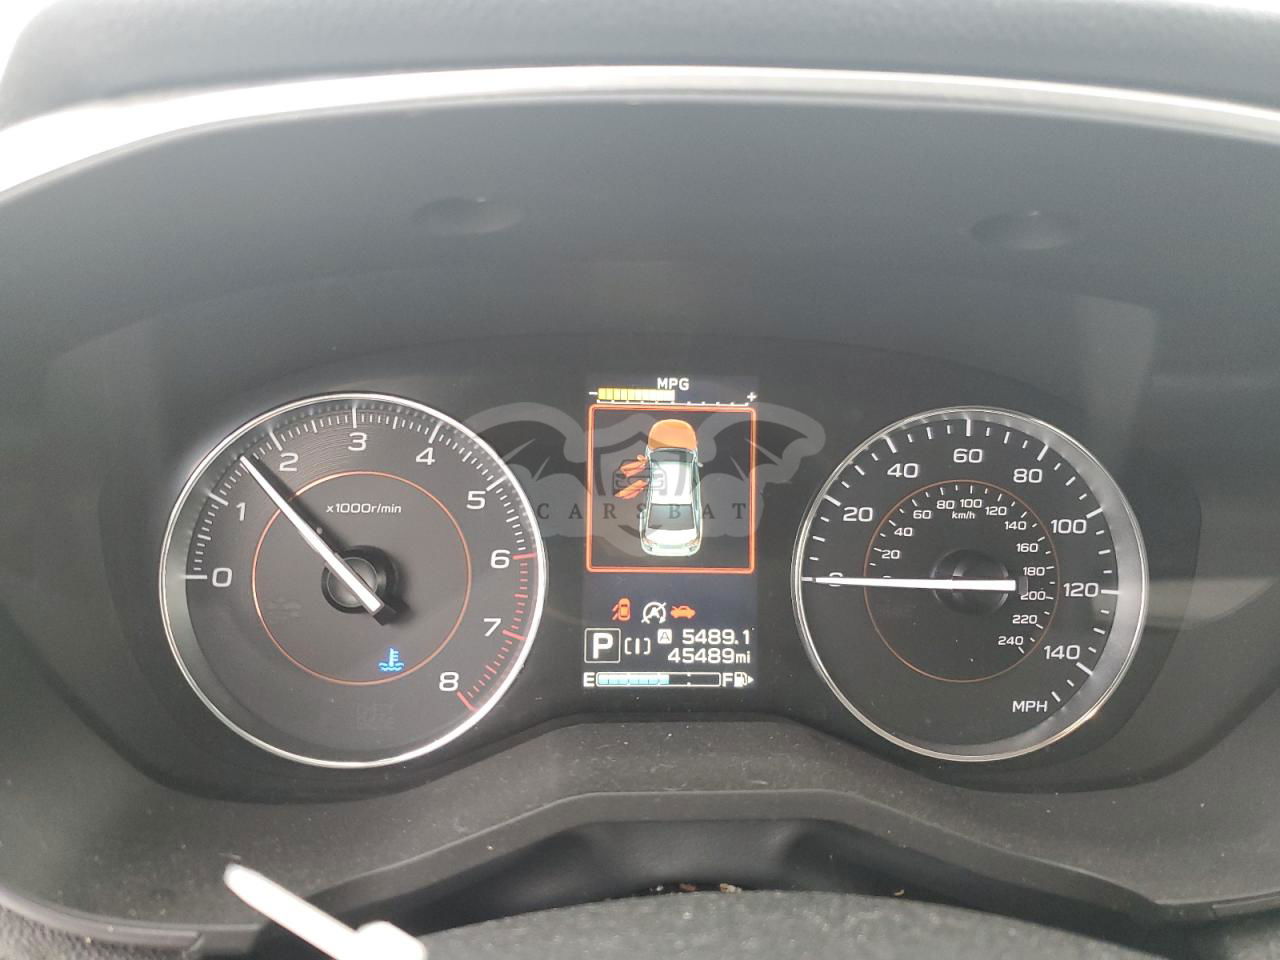 MPG
- +
CARSBAT
0 1 2 3 4 5 6 7 8
x1000r/min
P (I) A 5489.1
45489mi
E F
0 20 40 60 80 100 120 140
20 40 60 80 100 120 140 160 180 200 220 240
km/h
MPH